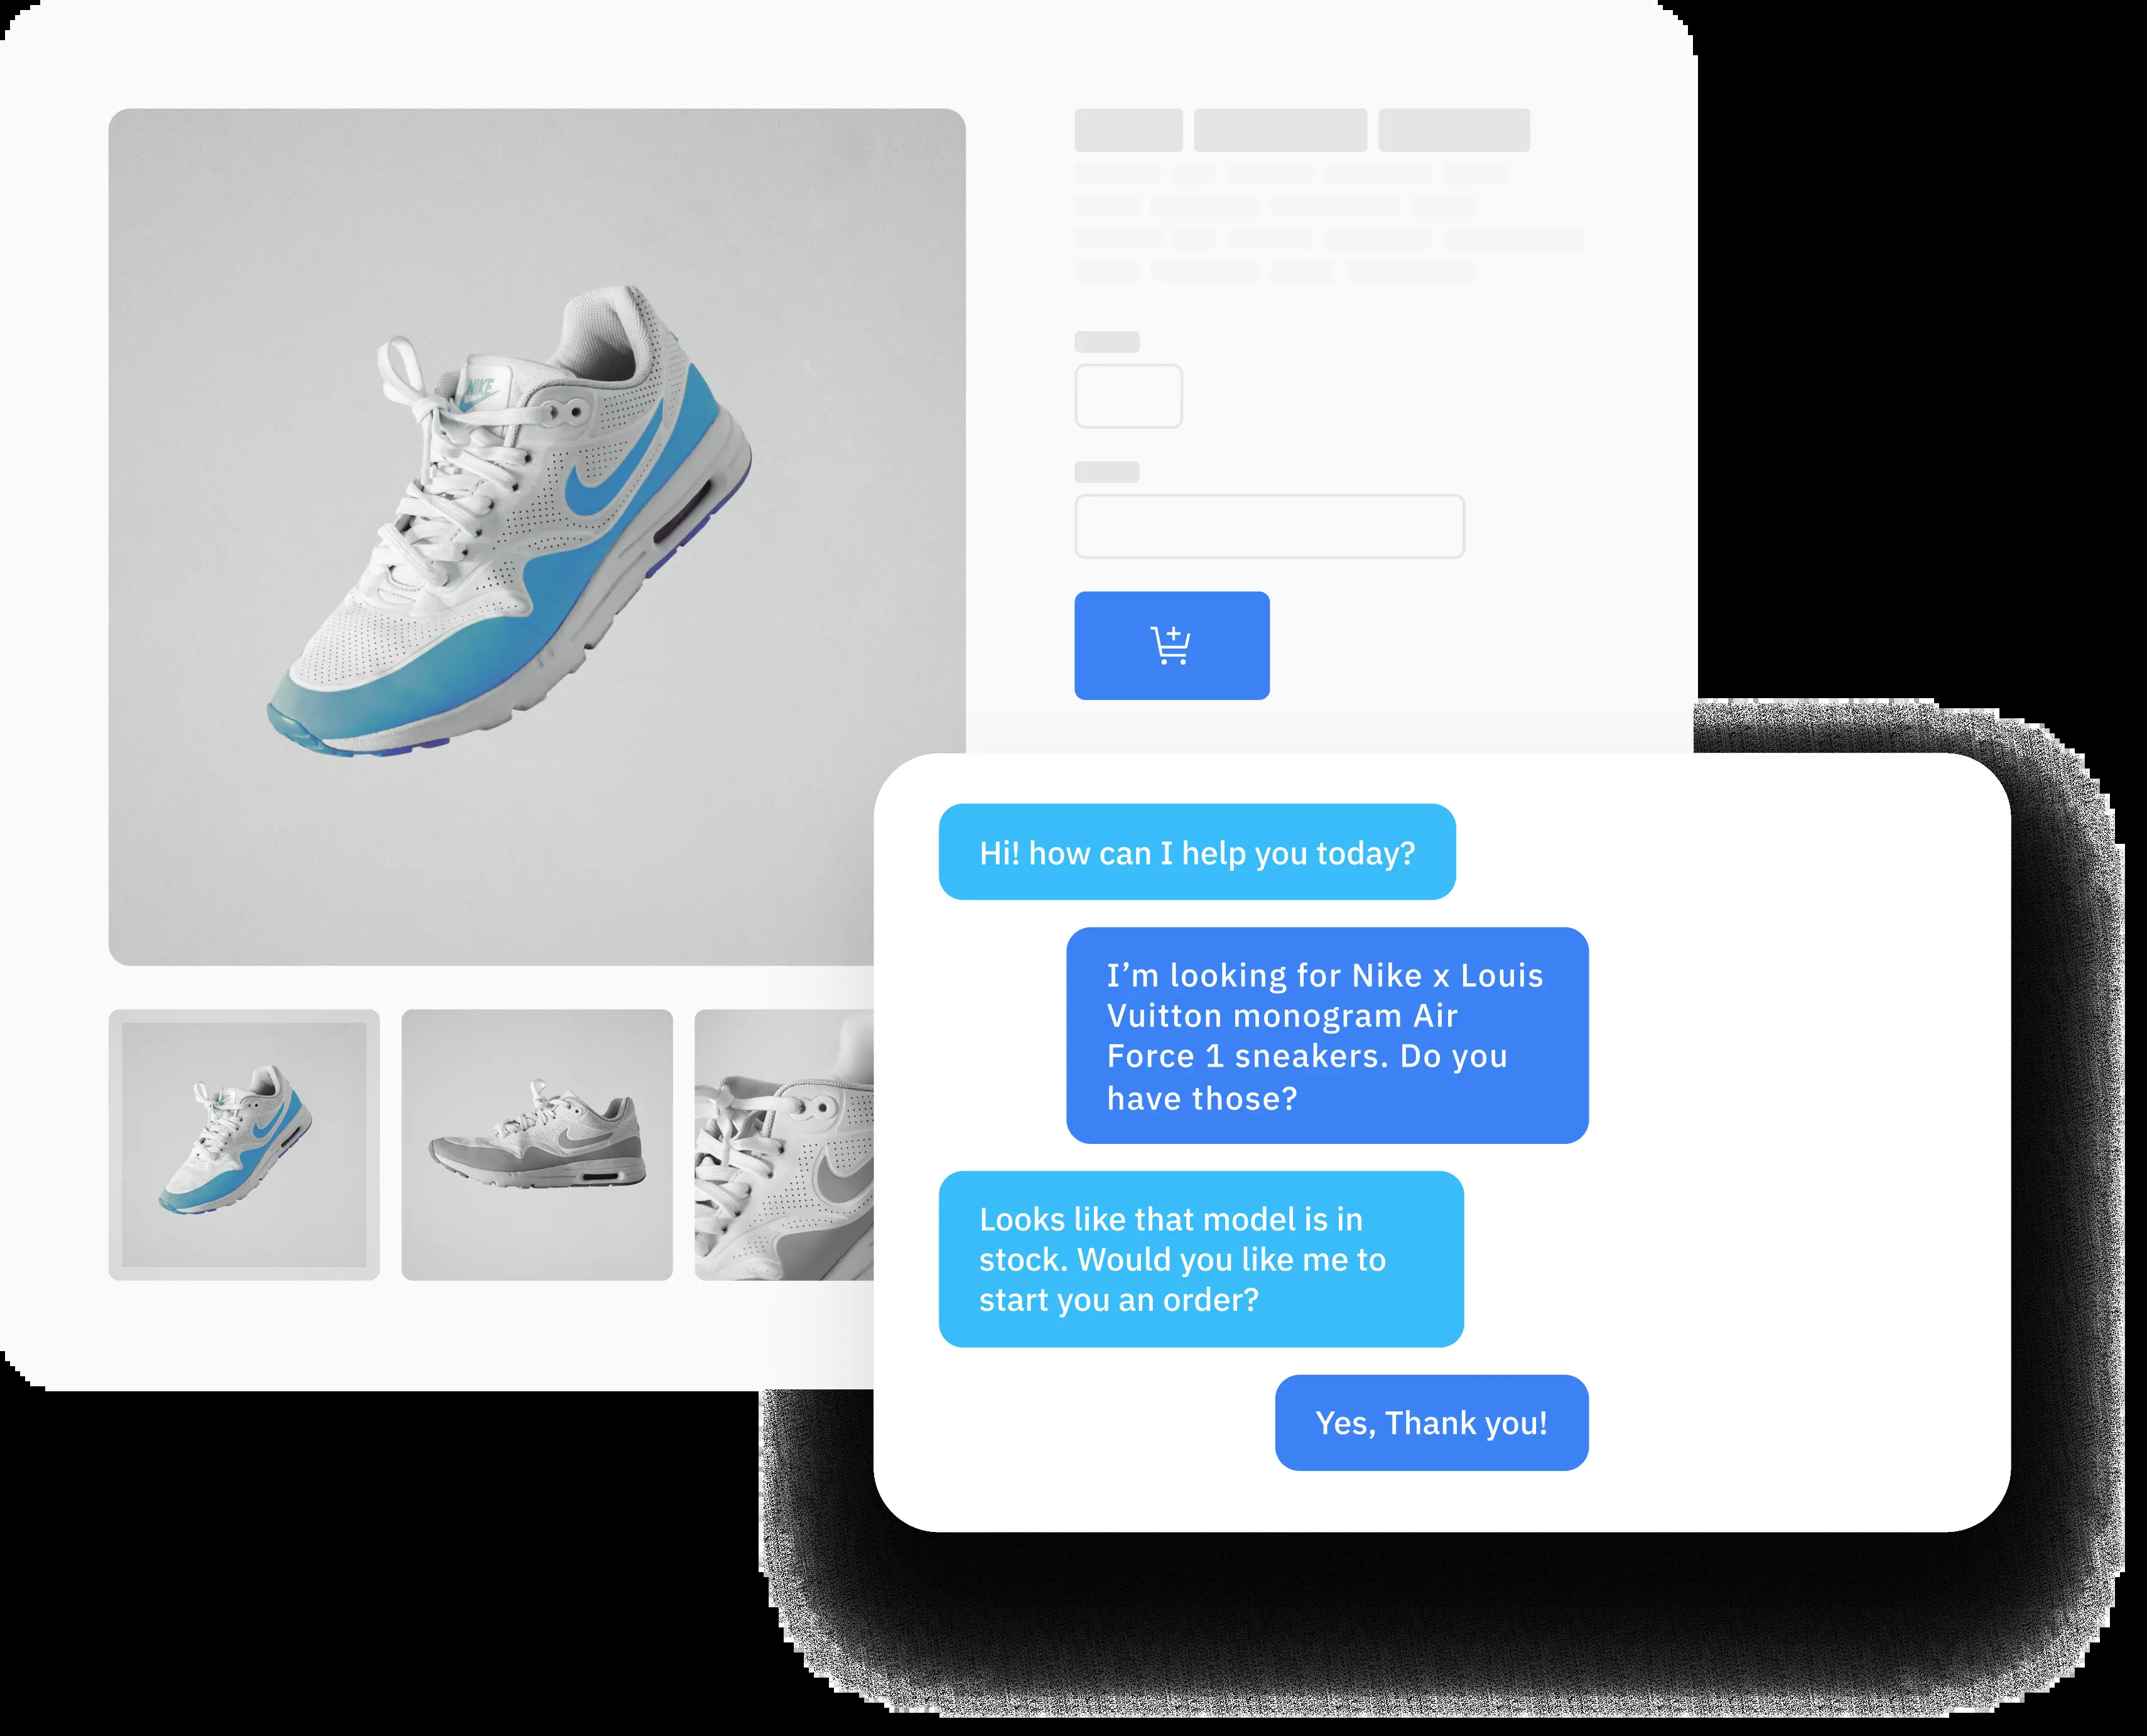 NIKE
Hi! how can I help you today?
I’m looking for Nike x Louis
Vuitton monogram Air
Force 1 sneakers. Do you
have those?
Looks like that model is in
stock. Would you like me to
start you an order?
Yes, Thank you!